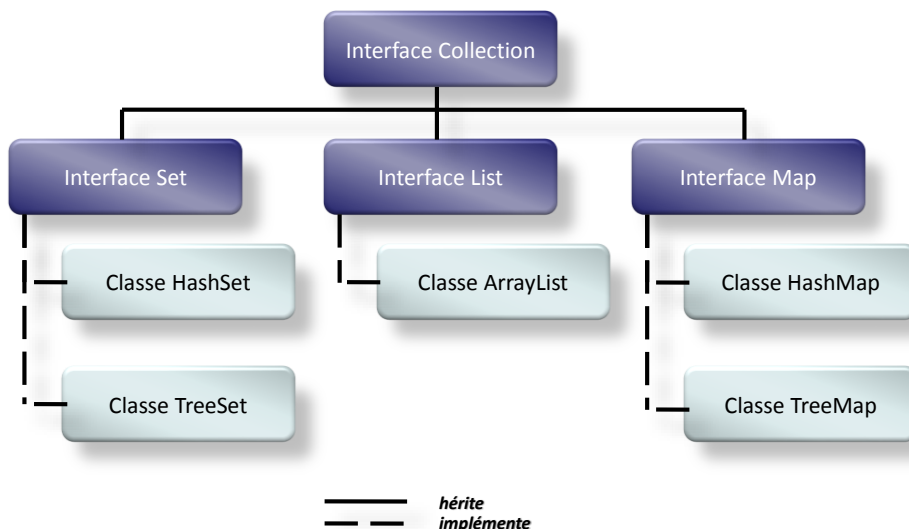 Interface Collection
Interface Set
Interface List
Interface Map
Classe HashSet
Classe ArrayList
Classe HashMap
Classe TreeSet
Classe TreeMap
hérite
implémente